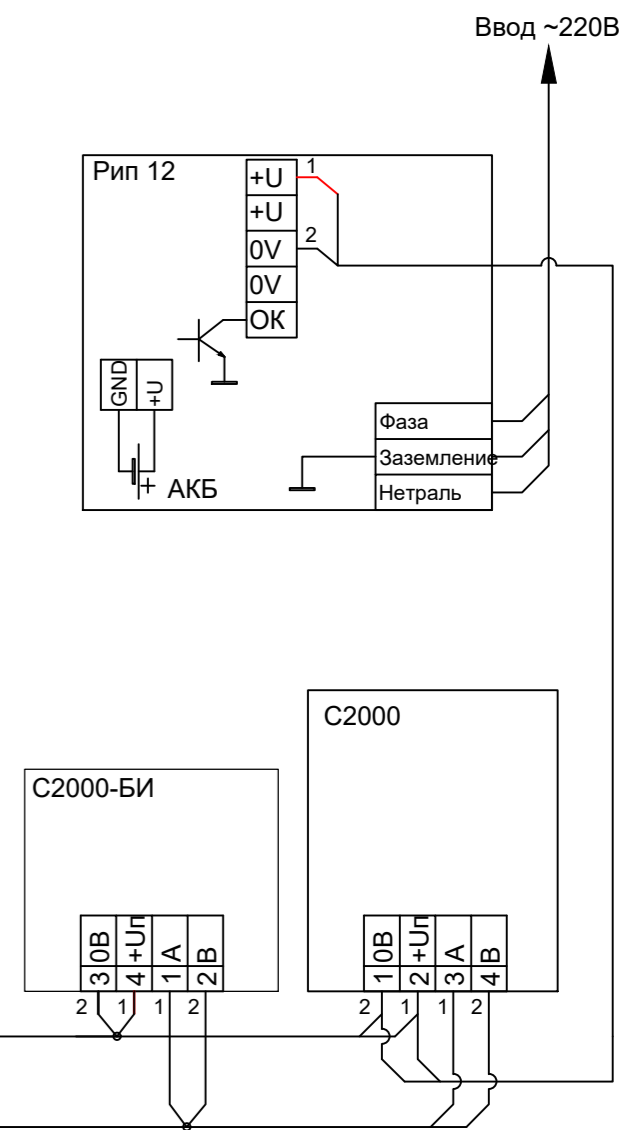 Ввод ~220В
Рип 12
+U
1
+U
0V
2
0V
ОК
GND
+U
+
АКБ
Фаза
Заземление
Нетраль
С2000
С2000-БИ
3 0В
4 +Uп
1 А
2 В
2
1
1
2
1 0В
2 +Uп
3 А
4 В
2
1
1
2